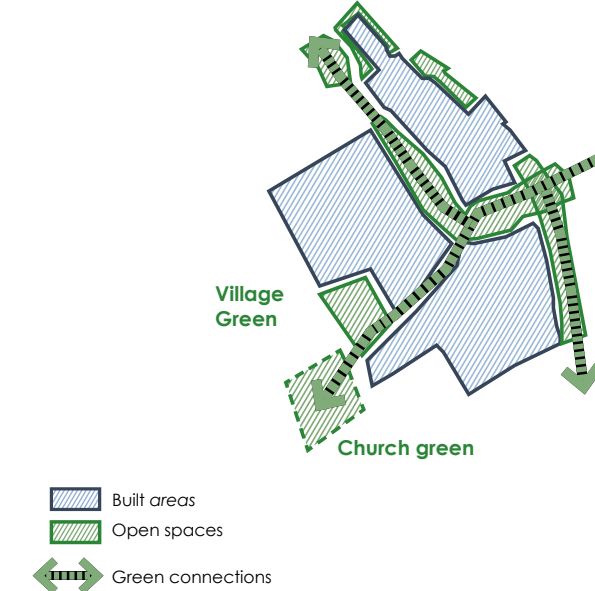 Village
Green
Church green
Built areas
Open spaces
Green connections